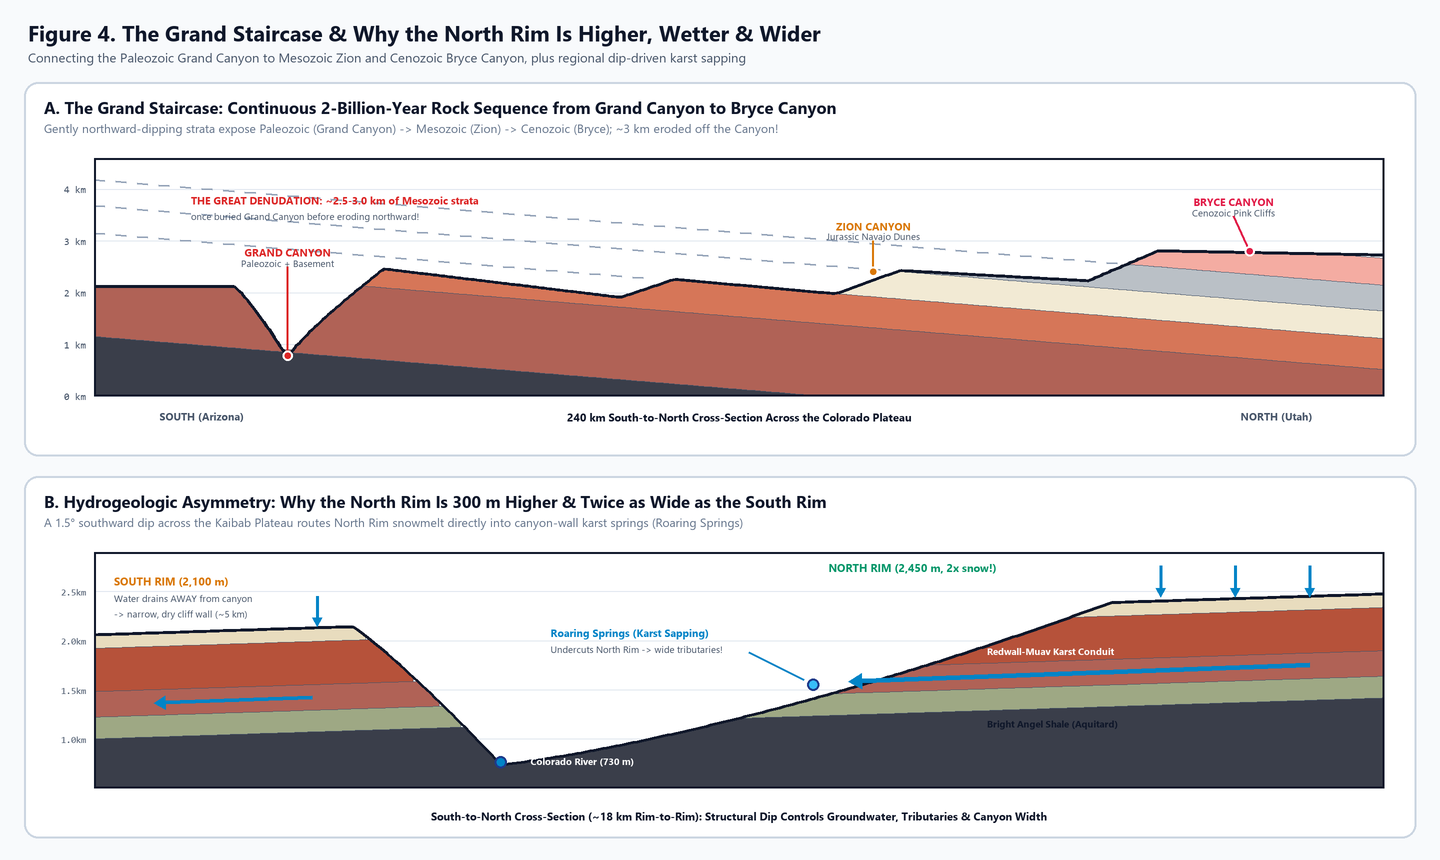 Figure 4. The Grand Staircase & Why the North Rim Is Higher, Wetter & Wider
Connecting the Paleozoic Grand Canyon to Mesozoic Zion and Cenozoic Bryce Canyon, plus regional dip-driven karst sapping
A. The Grand Staircase: Continuous 2-Billion-Year Rock Sequence from Grand Canyon to Bryce Canyon
Gently northward-dipping strata expose Paleozoic (Grand Canyon) -> Mesozoic (Zion) -> Cenozoic (Bryce); ~3 km eroded off the Canyon!
4 km
3 km
2 km
1 km
0 km
THE GREAT DENUDATION: ~2.5-3.0 km of Mesozoic strata
once buried Grand Canyon before eroding northward!
GRAND CANYON
Paleozoic + Basement
ZION CANYON
Jurassic Navajo Dunes
BRYCE CANYON
Cenozoic Pink Cliffs
SOUTH (Arizona)
240 km South-to-North Cross-Section Across the Colorado Plateau
NORTH (Utah)
B. Hydrogeologic Asymmetry: Why the North Rim Is 300 m Higher & Twice as Wide as the South Rim
A 1.5° southward dip across the Kaibab Plateau routes North Rim snowmelt directly into canyon-wall karst springs (Roaring Springs)
2.5km
2.0km
1.5km
1.0km
SOUTH RIM (2,100 m)
Water drains AWAY from canyon
-> narrow, dry cliff wall (~5 km)
NORTH RIM (2,450 m, 2x snow!)
Roaring Springs (Karst Sapping)
Undercuts North Rim -> wide tributaries!
Redwall-Muav Karst Conduit
Bright Angel Shale (Aquitard)
Colorado River (730 m)
South-to-North Cross-Section (~18 km Rim-to-Rim): Structural Dip Controls Groundwater, Tributaries & Canyon Width